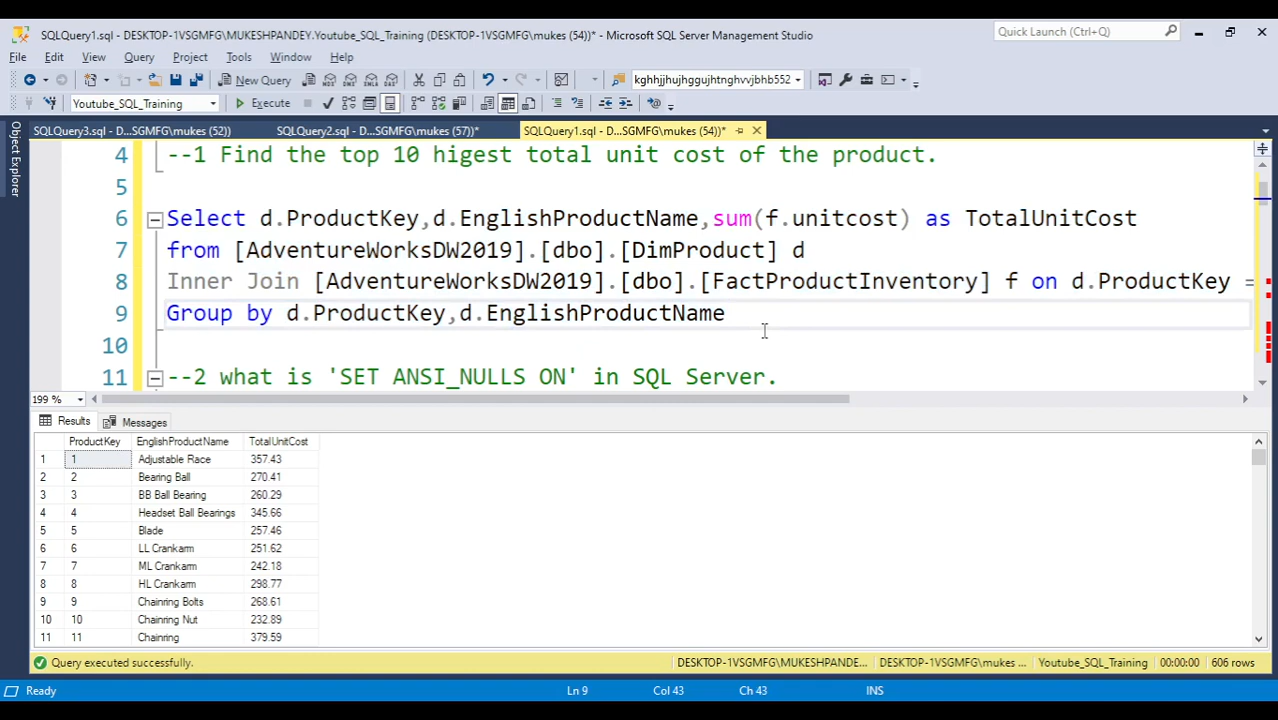 SQLQuery1.sql - DESKTOP-1VSGMFG\MUKESHPANDEY.Youtube_SQL_Training (DESKTOP-1VSGMFG\mukes (54))* - Microsoft SQL Server Management Studio
Quick Launch (Ctrl+Q)
File Edit View Query Project Tools Window Help
New Query
kghhjjhujhggujhtnghvvjbhb552
Youtube_SQL_Training
Execute
SQLQuery3.sql - D...SGMFG\mukes (52))
SQLQuery2.sql - D...SGMFG\mukes (57))*
SQLQuery1.sql - D...SGMFG\mukes (54))*
Object Explorer
4 --1 Find the top 10 higest total unit cost of the product.
5
6 Select d.ProductKey,d.EnglishProductName,sum(f.unitcost) as TotalUnitCost
7 from [AdventureWorksDW2019].[dbo].[DimProduct] d
8 Inner Join [AdventureWorksDW2019].[dbo].[FactProductInventory] f on d.ProductKey =
9 Group by d.ProductKey,d.EnglishProductName
10
11 --2 what is 'SET ANSI_NULLS ON' in SQL Server.
199 %
Results Messages
ProductKey EnglishProductName TotalUnitCost
1 1 Adjustable Race 357.43
2 2 Bearing Ball 270.41
3 3 BB Ball Bearing 260.29
4 4 Headset Ball Bearings 345.66
5 5 Blade 257.46
6 6 LL Crankarm 251.62
7 7 ML Crankarm 242.18
8 8 HL Crankarm 298.77
9 9 Chainring Bolts 268.61
10 10 Chainring Nut 232.89
11 11 Chainring 379.59
Query executed successfully.
DESKTOP-1VSGMFG\MUKESHPANDE... DESKTOP-1VSGMFG\mukes ... Youtube_SQL_Training 00:00:00 606 rows
Ready Ln 9 Col 43 Ch 43 INS